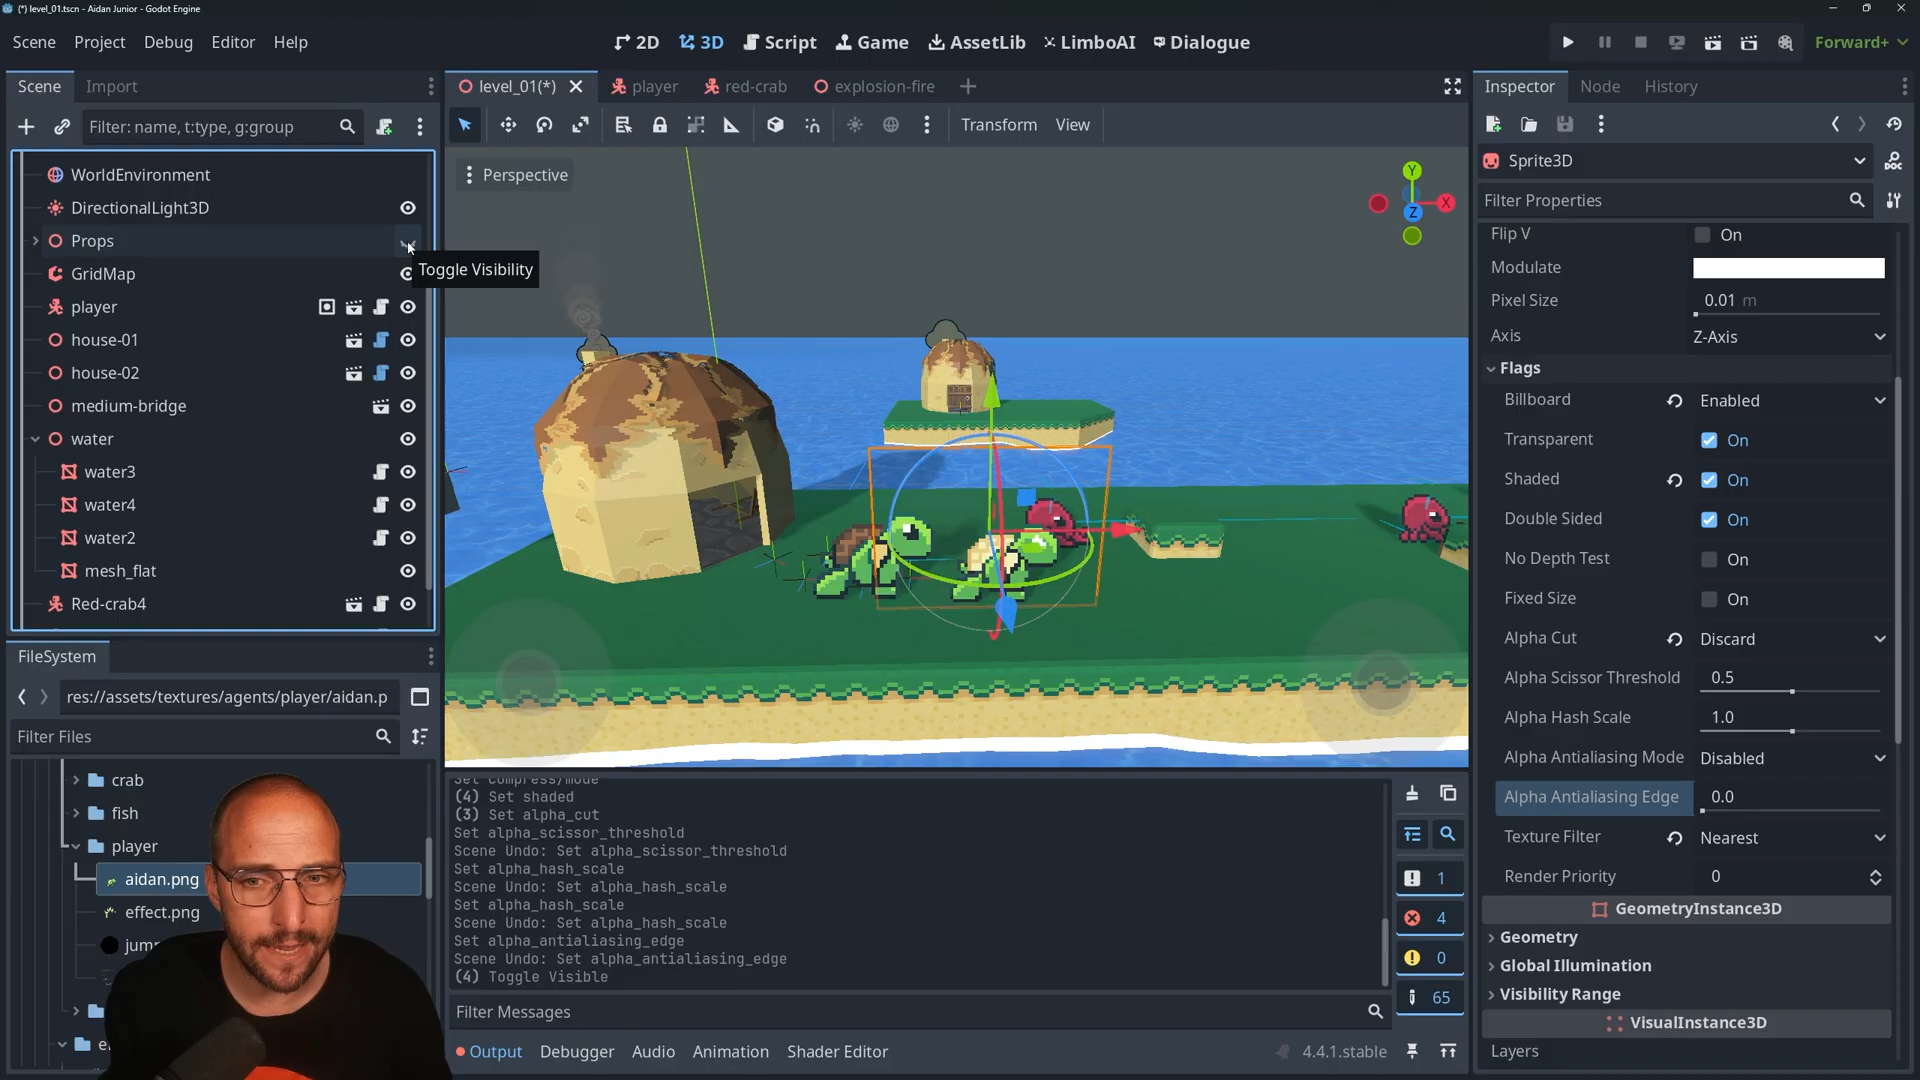 (*) level_01.tscn - Aidan Junior - Godot Engine
Scene Project Debug Editor Help
2D 3D Script Game AssetLib LimboAI Dialogue
Forward+
Scene Import
level_01(*) player red-crab explosion-fire
Inspector Node History
Filter: name, t:type, g:group
Transform View
WorldEnvironment
DirectionalLight3D
Props
Toggle Visibility
GridMap
player
house-01
house-02
medium-bridge
water
water3
water4
water2
mesh_flat
Red-crab4
Perspective
Y
X
Z
Sprite3D
Filter Properties
Flip V On
Modulate
Pixel Size 0.01 m
Axis Z-Axis
Flags
Billboard Enabled
Transparent On
Shaded On
Double Sided On
No Depth Test On
Fixed Size On
Alpha Cut Discard
Alpha Scissor Threshold 0.5
Alpha Hash Scale 1.0
Alpha Antialiasing Mode Disabled
Alpha Antialiasing Edge 0.0
Texture Filter Nearest
Render Priority 0
GeometryInstance3D
Geometry
Global Illumination
Visibility Range
VisualInstance3D
Layers
FileSystem
res://assets/textures/agents/player/aidan.p
Filter Files
crab
fish
player
aidan.png
effect.png
Set compress/mode
(4) Set shaded
(3) Set alpha_cut
Set alpha_scissor_threshold
Scene Undo: Set alpha_scissor_threshold
Set alpha_hash_scale
Scene Undo: Set alpha_hash_scale
Set alpha_hash_scale
Scene Undo: Set alpha_hash_scale
Set alpha_antialiasing_edge
Scene Undo: Set alpha_antialiasing_edge
(4) Toggle Visible
1
4
0
65
Filter Messages
Output Debugger Audio Animation Shader Editor
4.4.1.stable